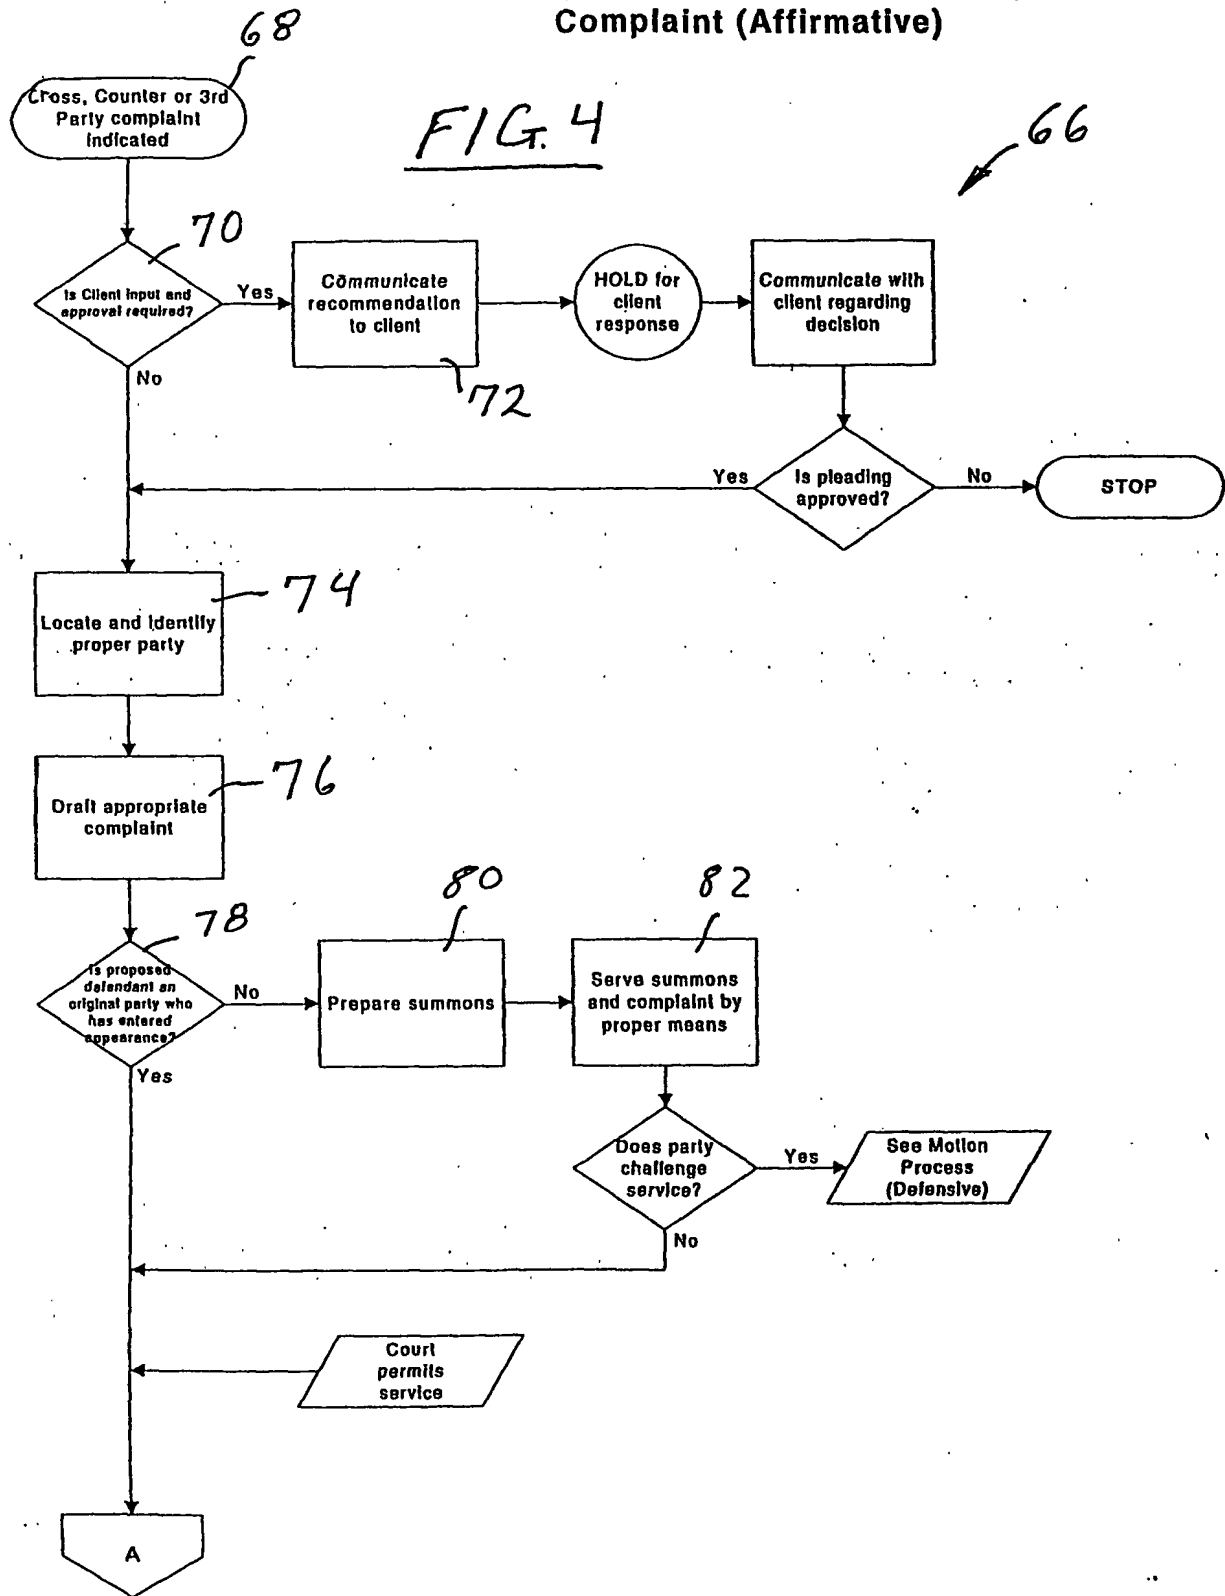 Complaint (Affirmative)
68
Cross, Counter or 3rd
Party complaint
indicated
FIG. 4
66
70
Is Client input and
approval required?
Yes
Communicate
recommendation
to client
72
HOLD for
client
response
Communicate with
client regarding
decision
No
Yes
Is pleading
approved?
No
STOP
Locate and identify
proper party
74
Draft appropriate
complaint
76
78
Is proposed
defendant an
original party who
has entered
appearance?
No
80
Prepare summons
82
Serve summons
and complaint by
proper means
Yes
Does party
challenge
service?
Yes
See Motion
Process
(Defensive)
No
Court
permits
service
A